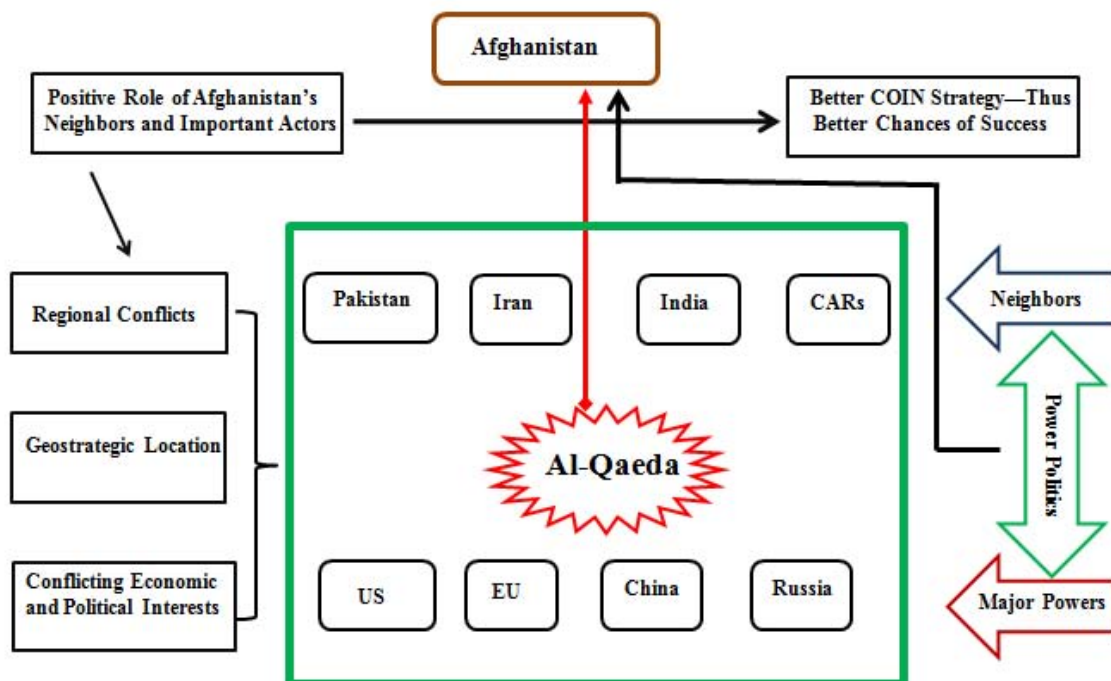 Afghanistan
Positive Role of Afghanistan's
Neighbors and Important Actors
Better COIN Strategy—Thus
Better Chances of Success
Regional Conflicts
Geostrategic Location
Conflicting Economic
and Political Interests
Pakistan
Iran
India
CARs
Al-Qaeda
US
EU
China
Russia
Neighbors
Power Politics
Major Powers